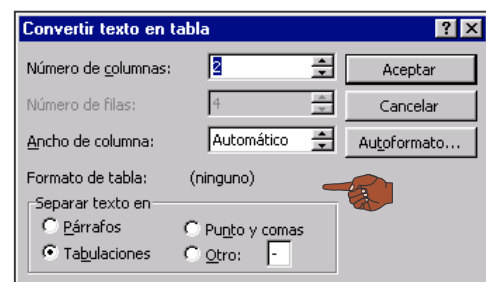 Convertir texto en tabla
Número de columnas: 2 Aceptar
Número de filas: 4 Cancelar
Ancho de columna: Automático Autoformato...
Formato de tabla: (ninguno)
Separar texto en
Párrafos Punto y comas
Tabulaciones Otro: -